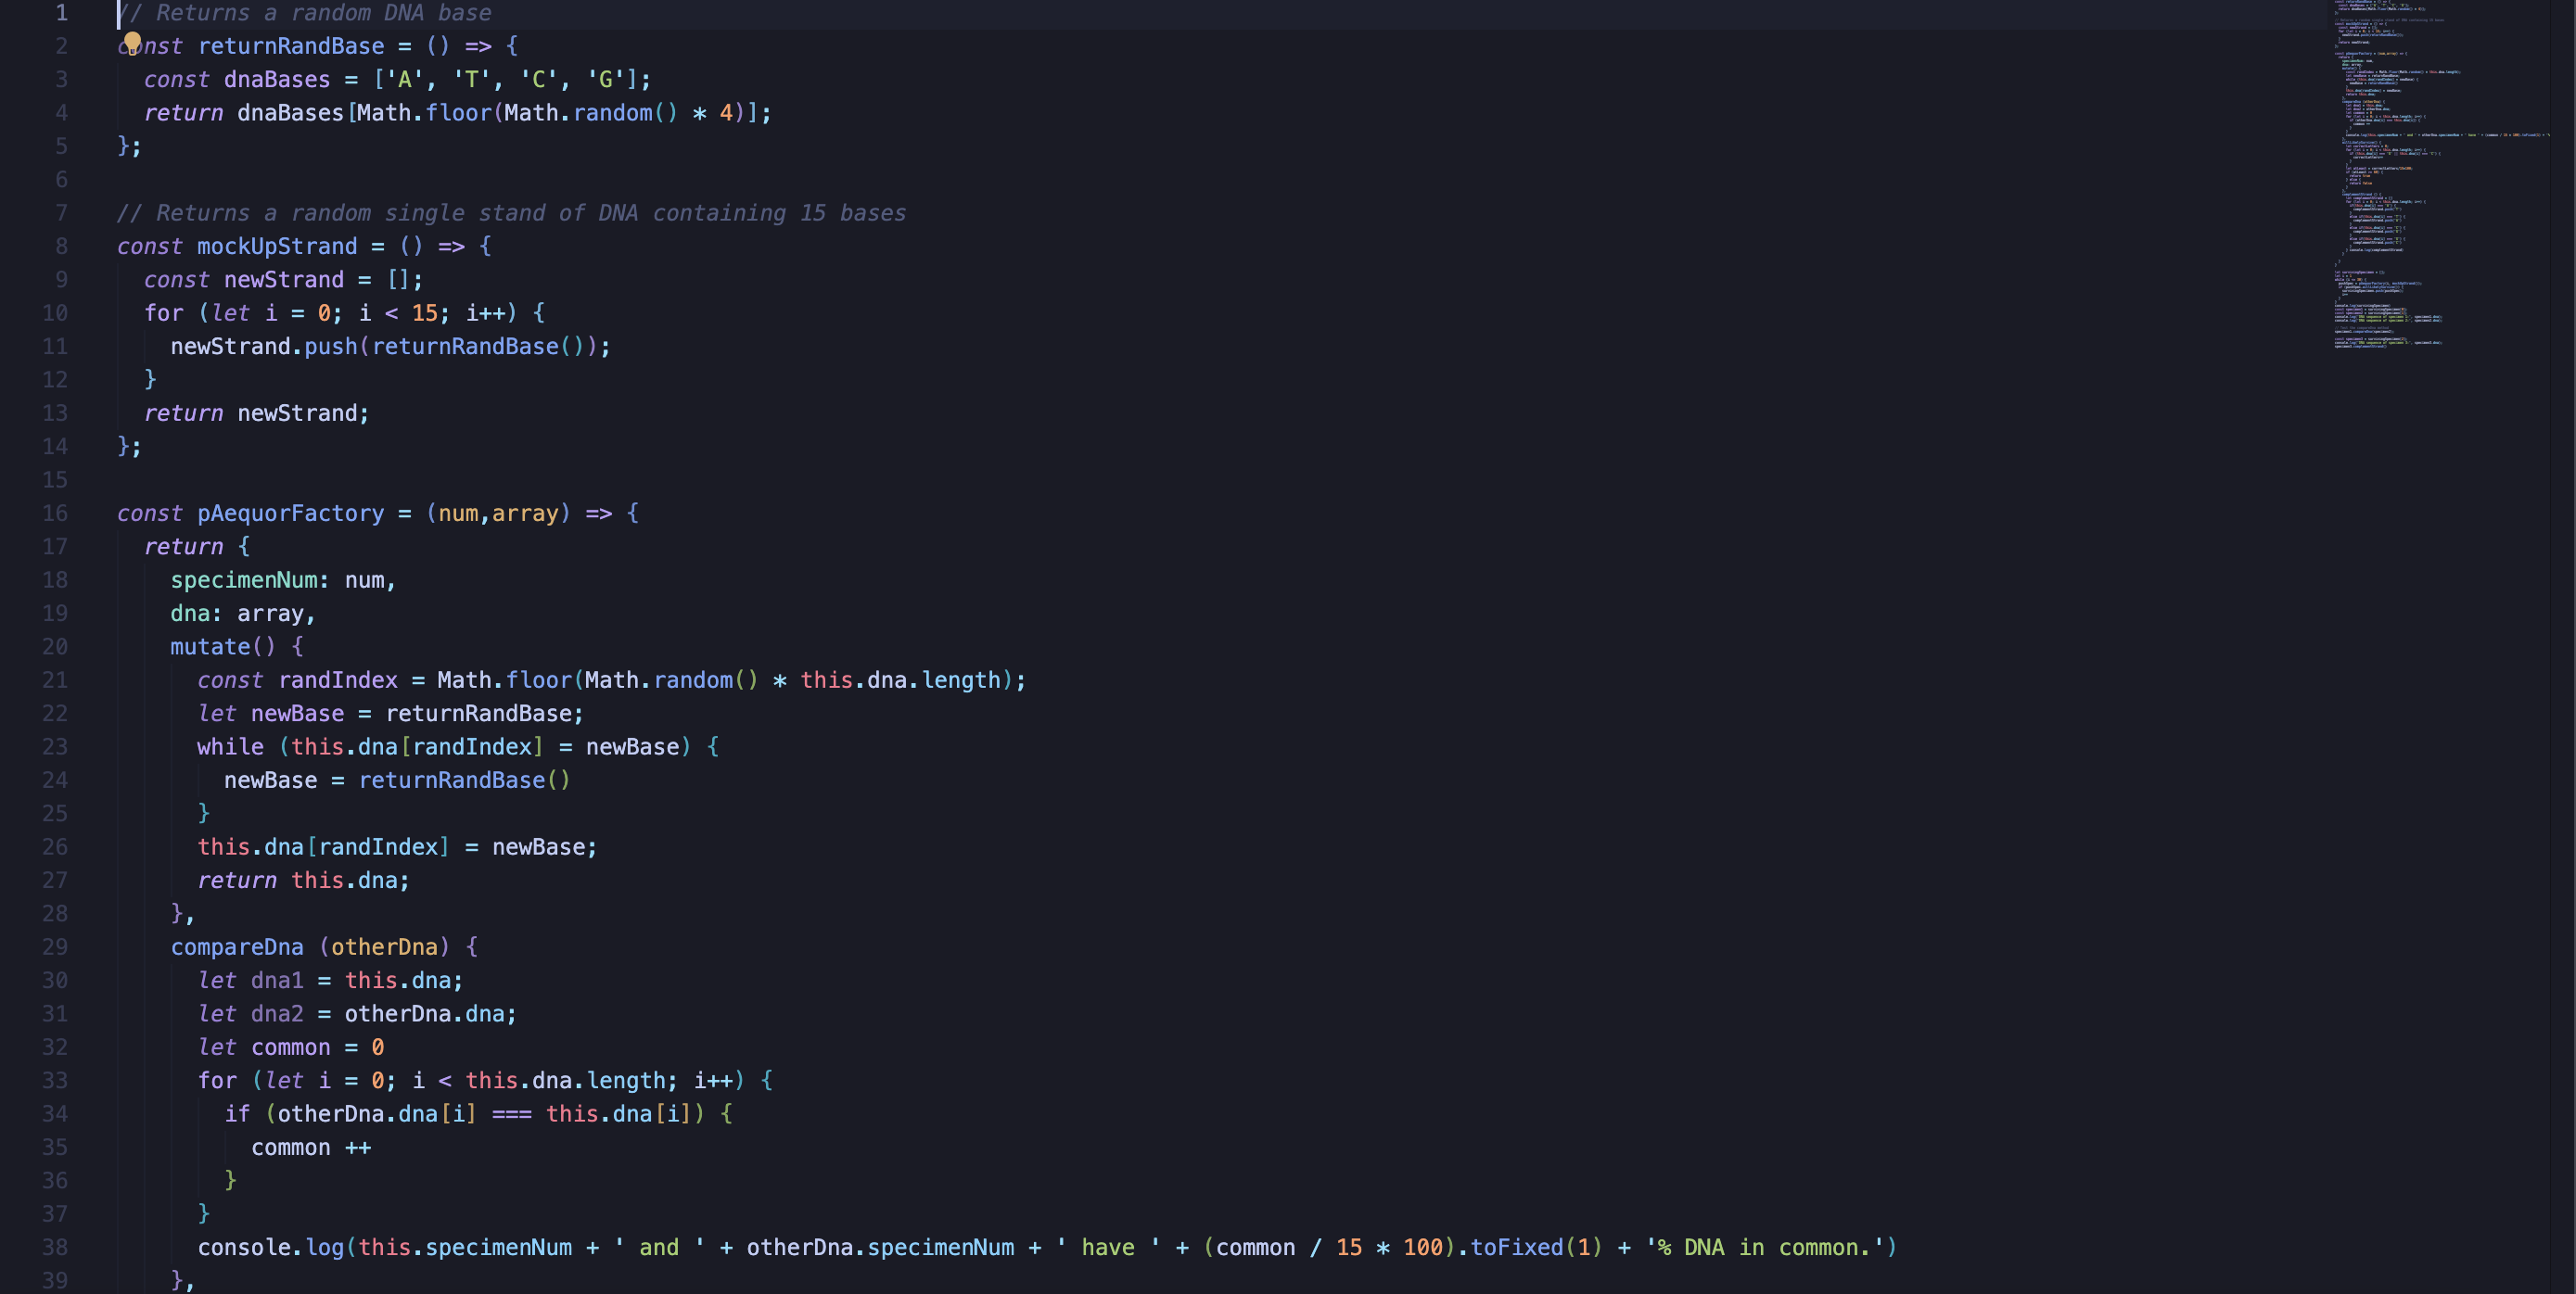 1 // Returns a random DNA base
2 const returnRandBase = () => {
3   const dnaBases = ['A', 'T', 'C', 'G'];
4   return dnaBases[Math.floor(Math.random() * 4)];
5 };
6
7 // Returns a random single stand of DNA containing 15 bases
8 const mockUpStrand = () => {
9   const newStrand = [];
10   for (let i = 0; i < 15; i++) {
11     newStrand.push(returnRandBase());
12   }
13   return newStrand;
14 };
15
16 const pAequorFactory = (num,array) => {
17   return {
18     specimenNum: num,
19     dna: array,
20     mutate() {
21       const randIndex = Math.floor(Math.random() * this.dna.length);
22       let newBase = returnRandBase;
23       while (this.dna[randIndex] = newBase) {
24         newBase = returnRandBase()
25       }
26       this.dna[randIndex] = newBase;
27       return this.dna;
28     },
29     compareDna (otherDna) {
30       let dna1 = this.dna;
31       let dna2 = otherDna.dna;
32       let common = 0
33       for (let i = 0; i < this.dna.length; i++) {
34         if (otherDna.dna[i] === this.dna[i]) {
35           common ++
36         }
37       }
38       console.log(this.specimenNum + ' and ' + otherDna.specimenNum + ' have ' + (common / 15 * 100).toFixed(1) + '% DNA in common.')
39     },